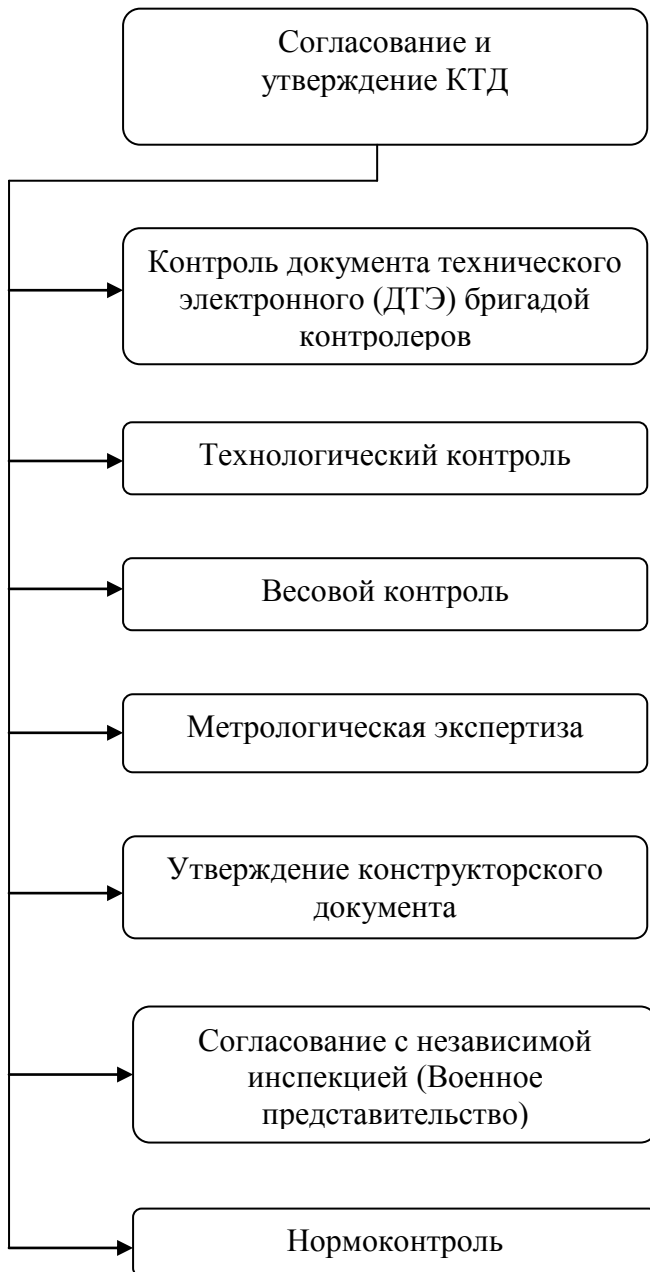 Согласование и
утверждение КТД
Контроль документа технического
электронного (ДТЭ) бригадой
контролеров
Технологический контроль
Весовой контроль
Метрологическая экспертиза
Утверждение конструкторского
документа
Согласование с независимой
инспекцией (Военное
представительство)
Нормоконтроль